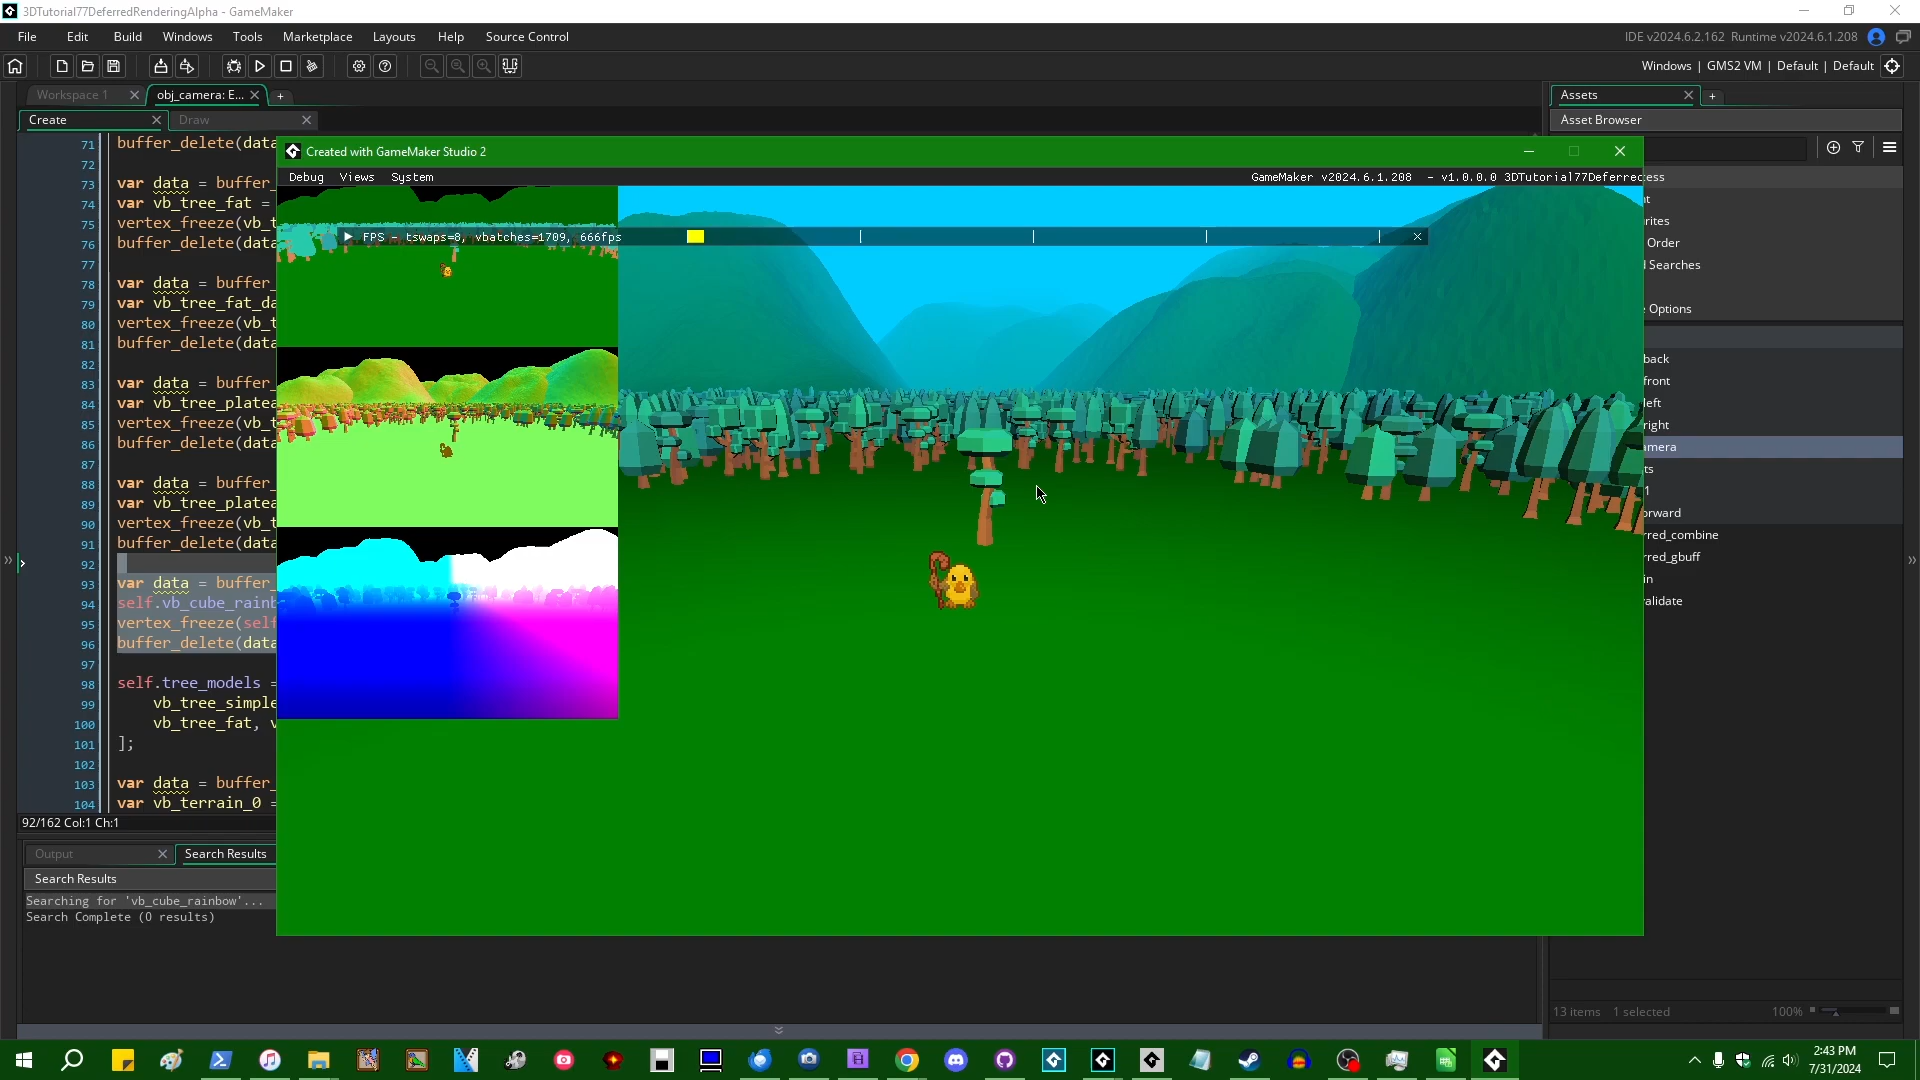 3DTutorial77DeferredRenderingAlpha - GameMaker
File Edit Build Windows Tools Marketplace Layouts Help Source Control
IDE v2024.6.2.162 Runtime v2024.6.1.208
Windows | GMS2 VM | Default | Default
Workspace 1
obj_camera: E...
Create
Draw
71 buffer_delete(data
72
73 var data = buffer_
74 var vb_tree_fat =
75 vertex_freeze(vb_t
76 buffer_delete(data
77
78 var data = buffer_
79 var vb_tree_fat_da
80 vertex_freeze(vb_t
81 buffer_delete(data
82
83 var data = buffer_
84 var vb_tree_platea
85 vertex_freeze(vb_t
86 buffer_delete(data
87
88 var data = buffer_
89 var vb_tree_platea
90 vertex_freeze(vb_t
91 buffer_delete(data
92
93 var data = buffer_
94 self.vb_cube_rainb
95 vertex_freeze(self
96 buffer_delete(data
97
98 self.tree_models =
99 vb_tree_simple
100 vb_tree_fat, v
101 ];
102
103 var data = buffer_
104 var vb_terrain_0 =
92/162 Col:1 Ch:1
Output
Search Results
Search Results
Searching for 'vb_cube_rainbow'...
Search Complete (0 results)
Created with GameMaker Studio 2
Debug Views System
GameMaker v2024.6.1.208 - v1.0.0.0 3DTutorial77Deferrec
FPS - tswaps=8, vbatches=1709, 666fps
Assets
Asset Browser
cess
t
rites
Order
d Searches
e Options
back
front
left
right
amera
ts
1
orward
rred_combine
rred_gbuff
in
alidate
13 items 1 selected
100%
2:43 PM
7/31/2024